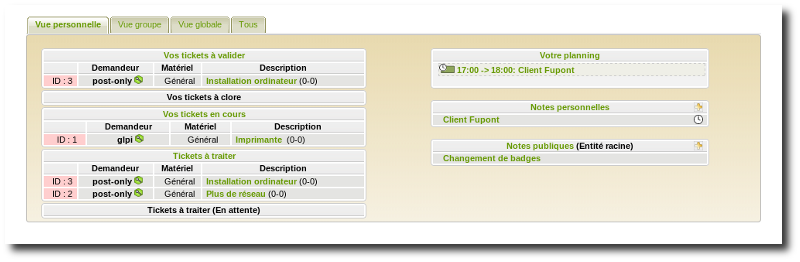 Vue personnelle Vue groupe Vue globale Tous
Vos tickets à valider
Demandeur Matériel Description
ID : 3 post-only Général Installation ordinateur (0-0)
Vos tickets à clore
Vos tickets en cours
Demandeur Matériel Description
ID : 1 glpi Général Imprimante (0-0)
Tickets à traiter
Demandeur Matériel Description
ID : 3 post-only Général Installation ordinateur (0-0)
ID : 2 post-only Général Plus de réseau (0-0)
Tickets à traiter (En attente)
Votre planning
17:00 -> 18:00: Client Fupont
Notes personnelles
Client Fupont
Notes publiques (Entité racine)
Changement de badges